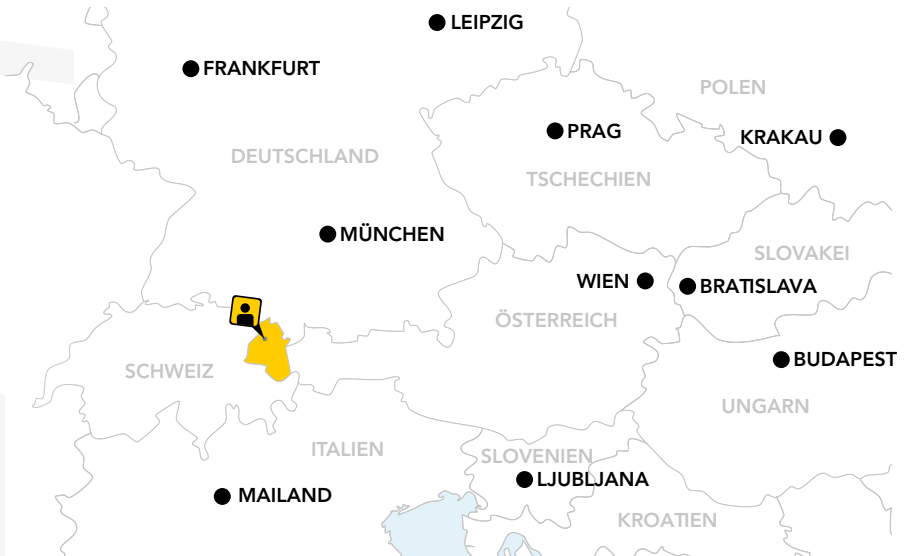 LEIPZIG
FRANKFURT
POLEN
PRAG
KRAKAU
DEUTSCHLAND
TSCHECHIEN
MÜNCHEN
SLOVAKEI
WIEN
BRATISLAVA
ÖSTERREICH
BUDAPEST
SCHWEIZ
UNGARN
ITALIEN
SLOVENIEN
LJUBLJANA
MAILAND
KROATIEN